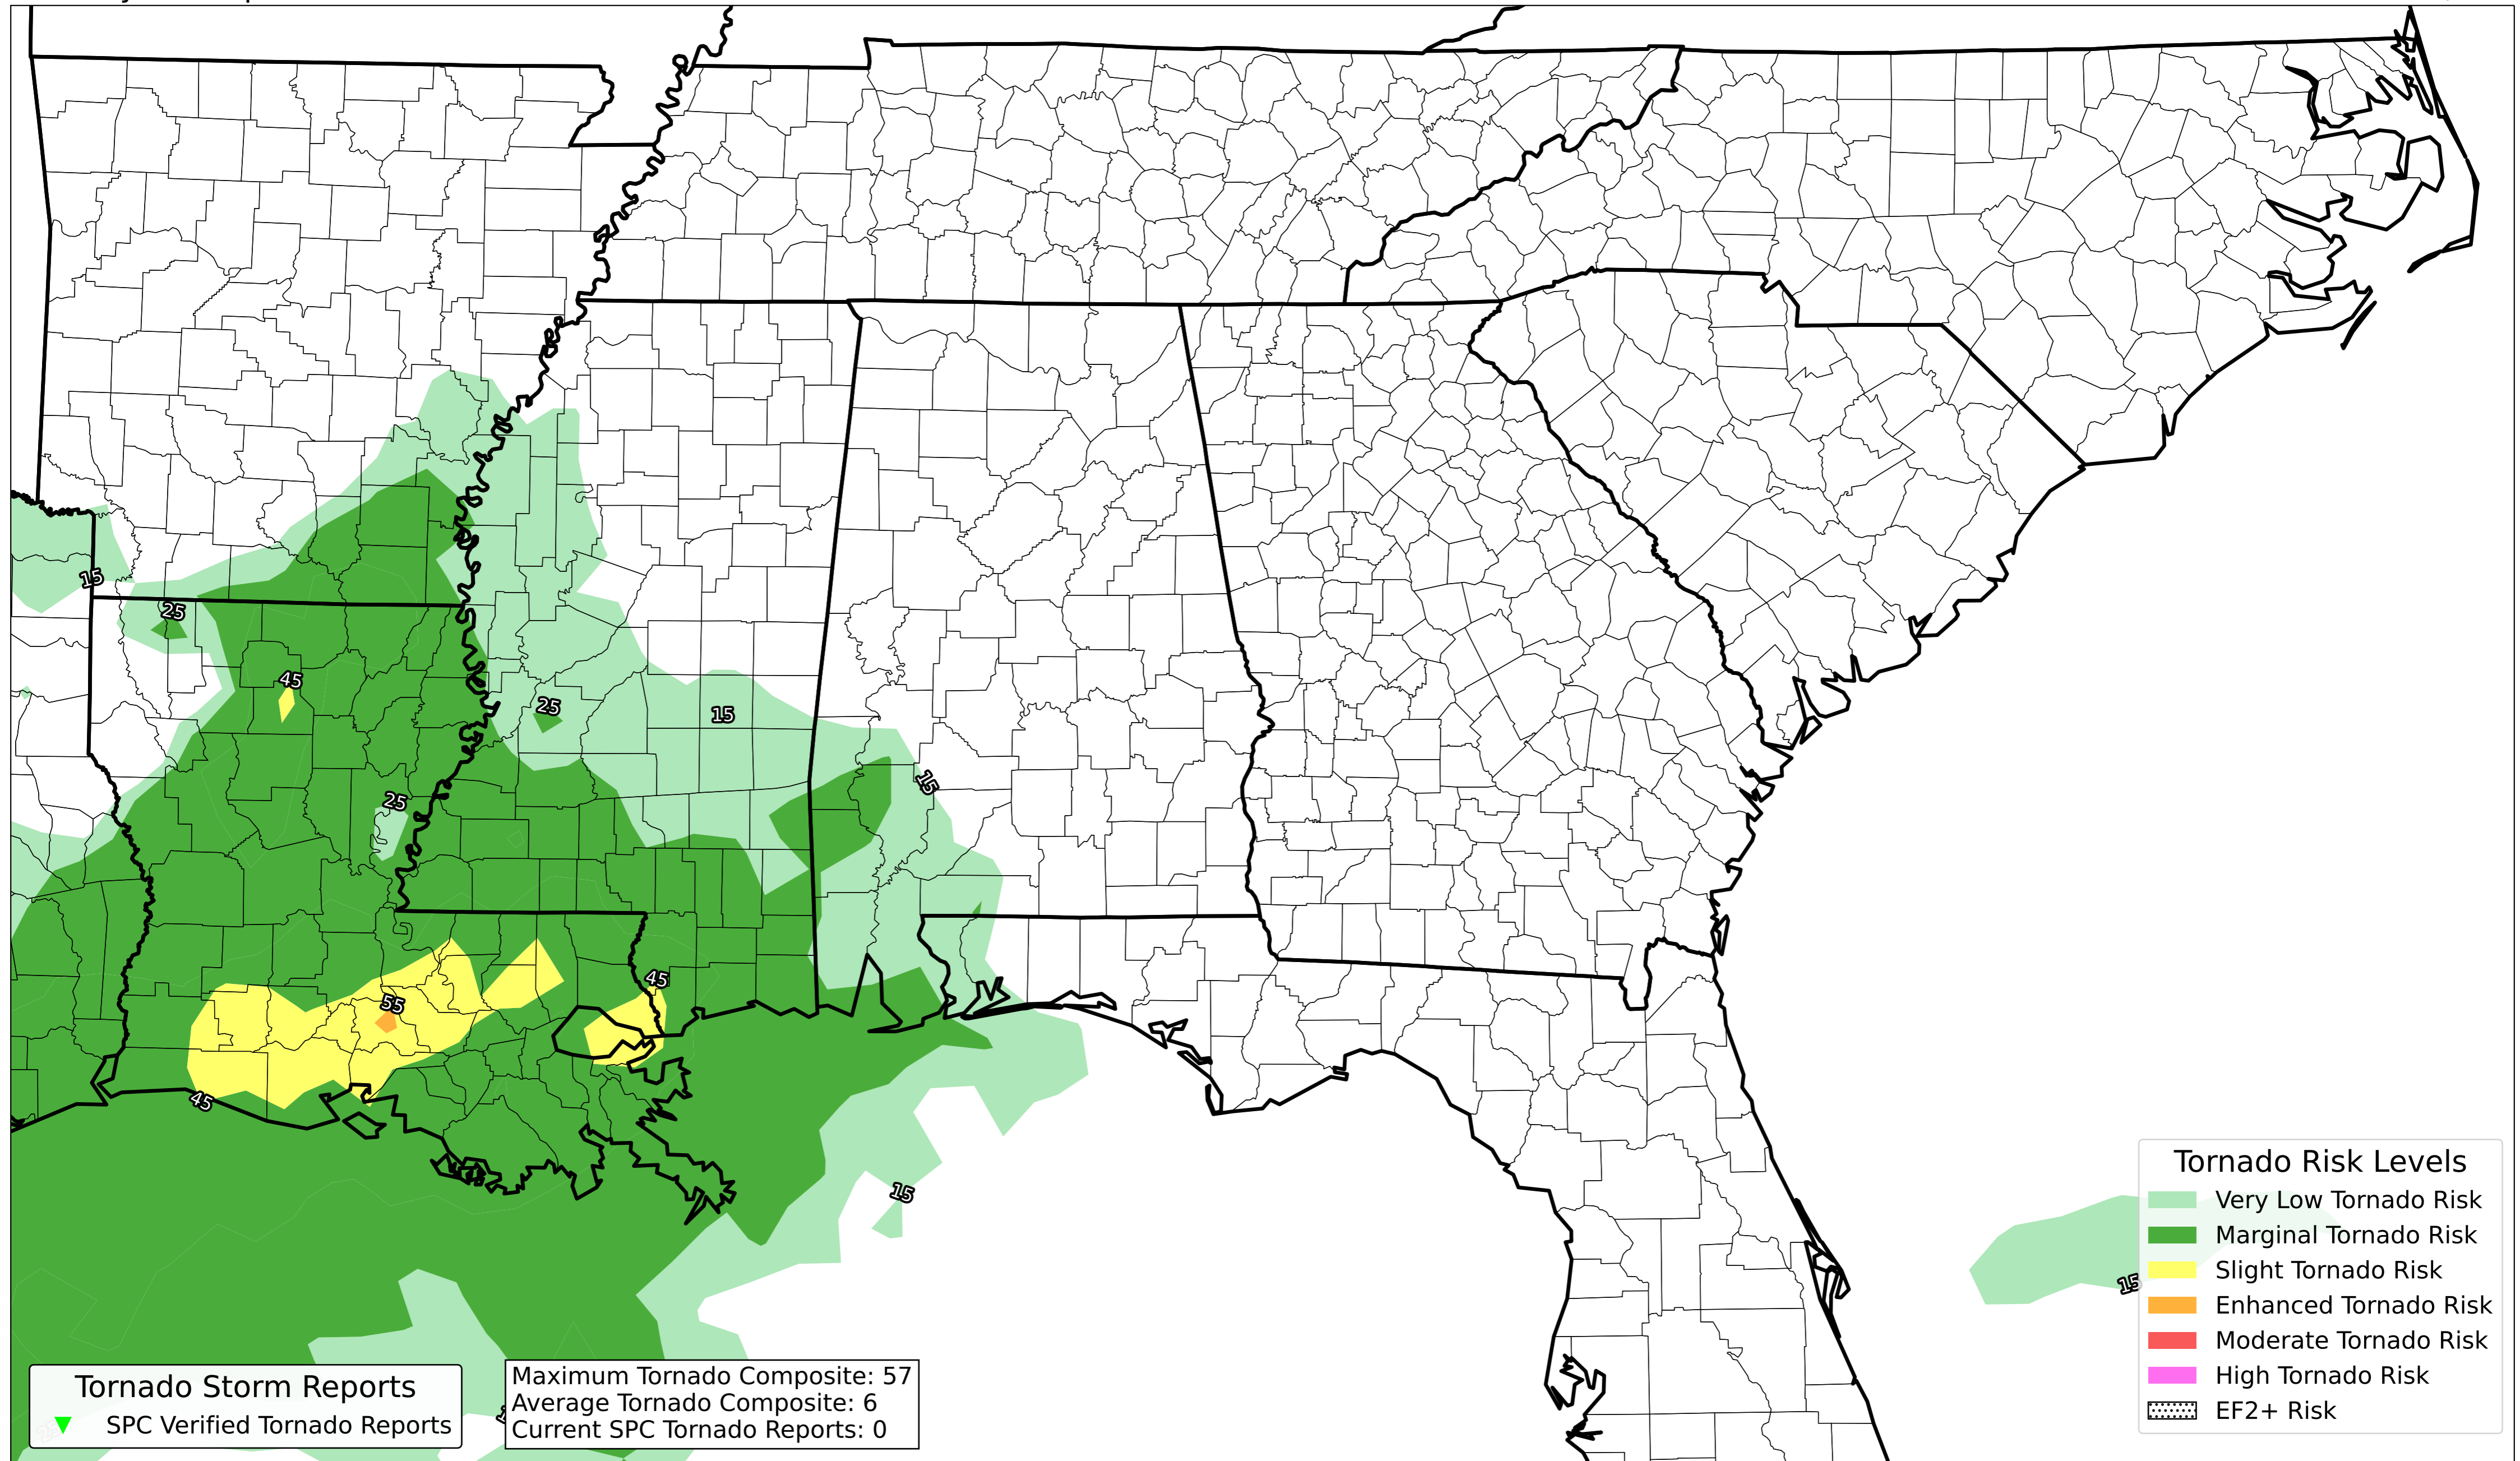 15
25
45
25
15
15
25
45
55
45
15
15
Tornado Risk Levels
Very Low Tornado Risk
Marginal Tornado Risk
Slight Tornado Risk
Enhanced Tornado Risk
Moderate Tornado Risk
High Tornado Risk
EF2+ Risk
Tornado Storm Reports
SPC Verified Tornado Reports
Maximum Tornado Composite: 57
Average Tornado Composite: 6
Current SPC Tornado Reports: 0